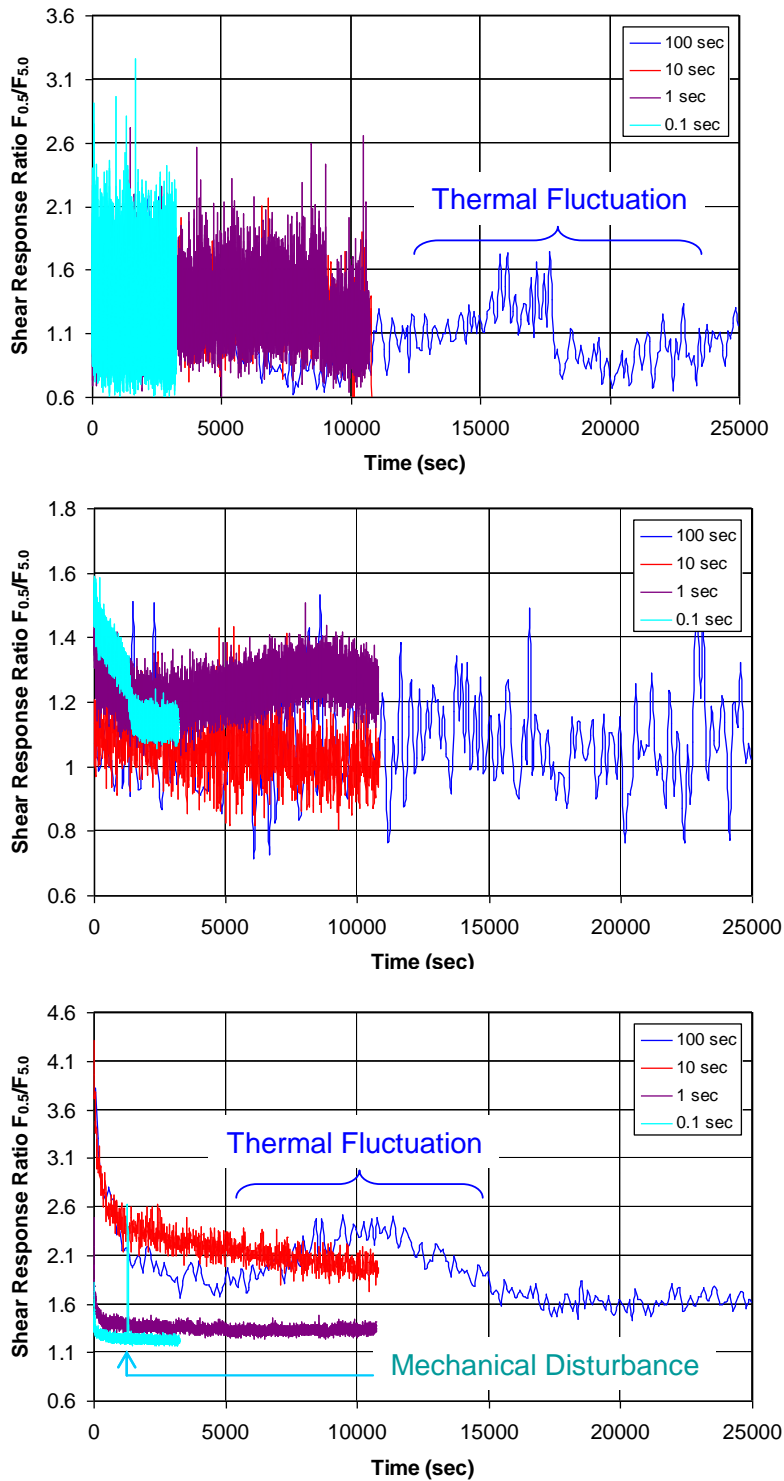 3.6
3.1
2.6
2.1
1.6
1.1
0.6
Shear Response Ratio F0.5/F5.0
100 sec
10 sec
1 sec
0.1 sec
Thermal Fluctuation
0 5000 10000 15000 20000 25000
Time (sec)
1.8
1.6
1.4
1.2
1
0.8
0.6
Shear Response Ratio F0.5/F5.0
100 sec
10 sec
1 sec
0.1 sec
0 5000 10000 15000 20000 25000
Time (sec)
4.6
4.1
3.6
3.1
2.6
2.1
1.6
1.1
0.6
Shear Response Ratio F0.5/F5.0
100 sec
10 sec
1 sec
0.1 sec
Thermal Fluctuation
Mechanical Disturbance
0 5000 10000 15000 20000 25000
Time (sec)